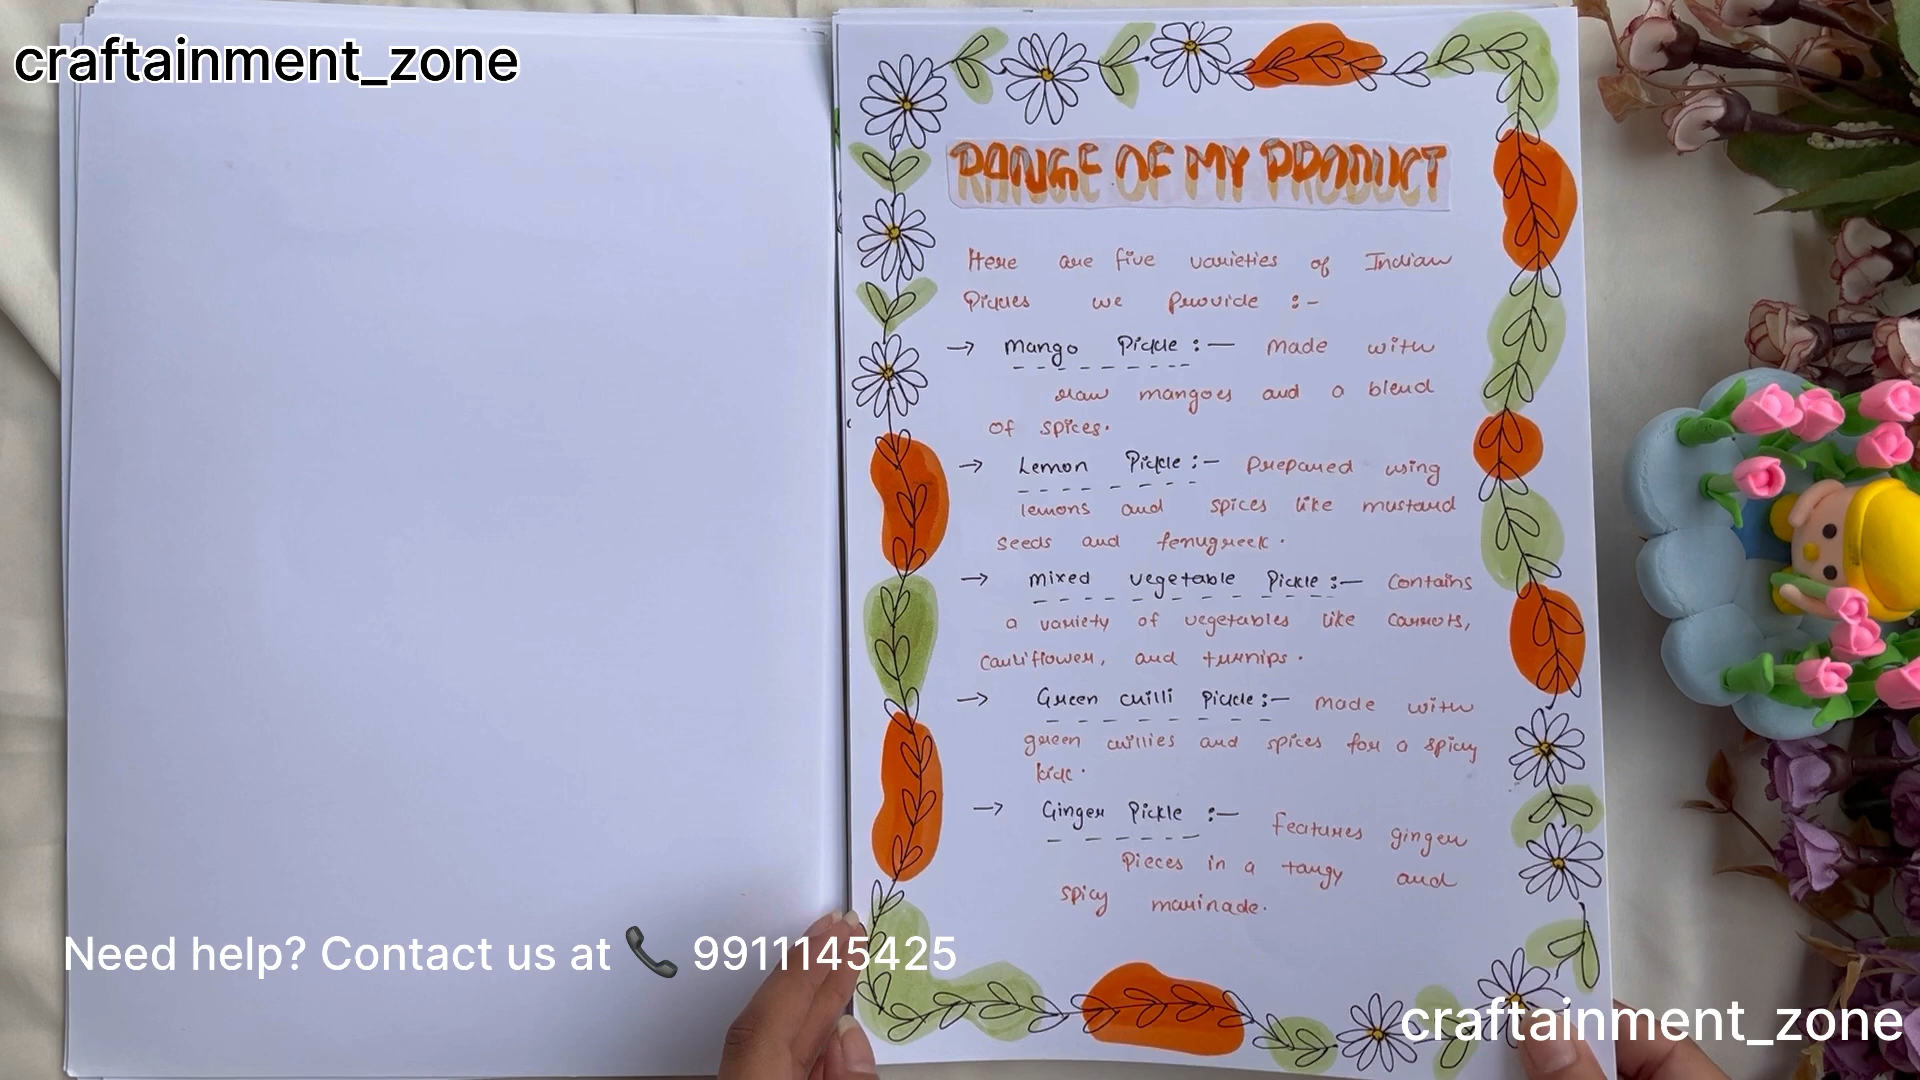 craftainment_zone
RANGE OF MY PRODUCT
Here are five varieties of Indian
Pickles we Provide :-
→ Mango Pickle :— Made with
raw mangoes and a blend
of spices.
→ Lemon Pickle :— Prepared using
lemons and spices like mustard
seeds and fenugreek.
→ Mixed vegetable Pickle :— Contains
a variety of vegetables like carrots,
cauliflower, and turnips.
→ Green chilli Pickle :— Made with
green chillies and spices for a spicy
kick.
→ Ginger Pickle :— Features ginger
Pieces in a tangy and
spicy marinade.
Need help? Contact us at 📞 9911145425
craftainment_zone